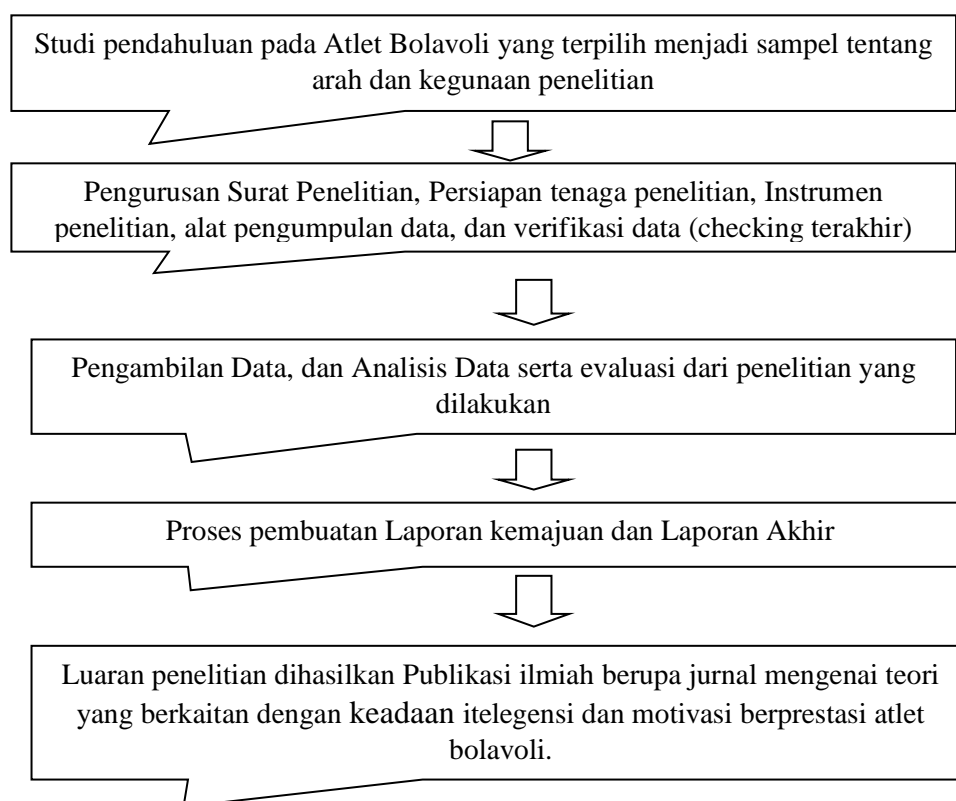 Studi pendahuluan pada Atlet Bolavoli yang terpilih menjadi sampel tentang
arah dan kegunaan penelitian
Pengurusan Surat Penelitian, Persiapan tenaga penelitian, Instrumen
penelitian, alat pengumpulan data, dan verifikasi data (checking terakhir)
Pengambilan Data, dan Analisis Data serta evaluasi dari penelitian yang
dilakukan
Proses pembuatan Laporan kemajuan dan Laporan Akhir
Luaran penelitian dihasilkan Publikasi ilmiah berupa jurnal mengenai teori
yang berkaitan dengan keadaan itelegensi dan motivasi berprestasi atlet
bolavoli.